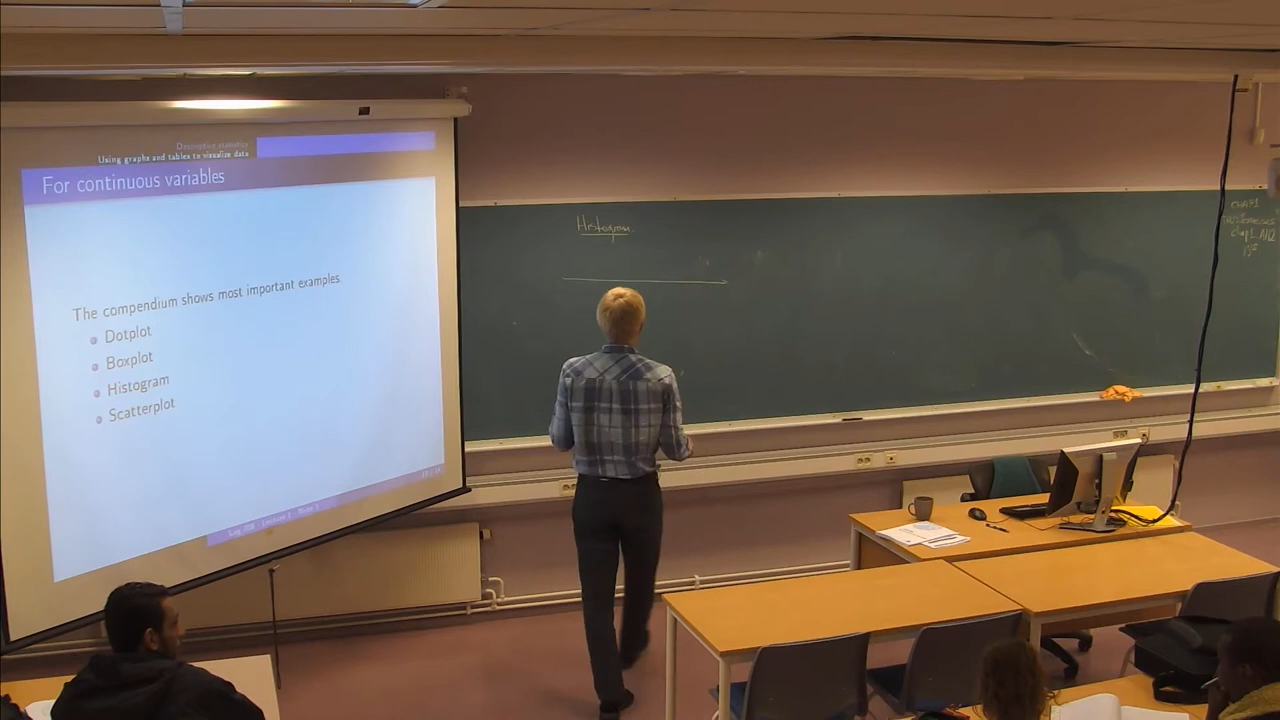 Descriptive statistics
Using graphs and tables to visualize data
For continuous variables
The compendium shows most important examples.
Dotplot
Boxplot
Histogram
Scatterplot
Histogram.
CHAP1